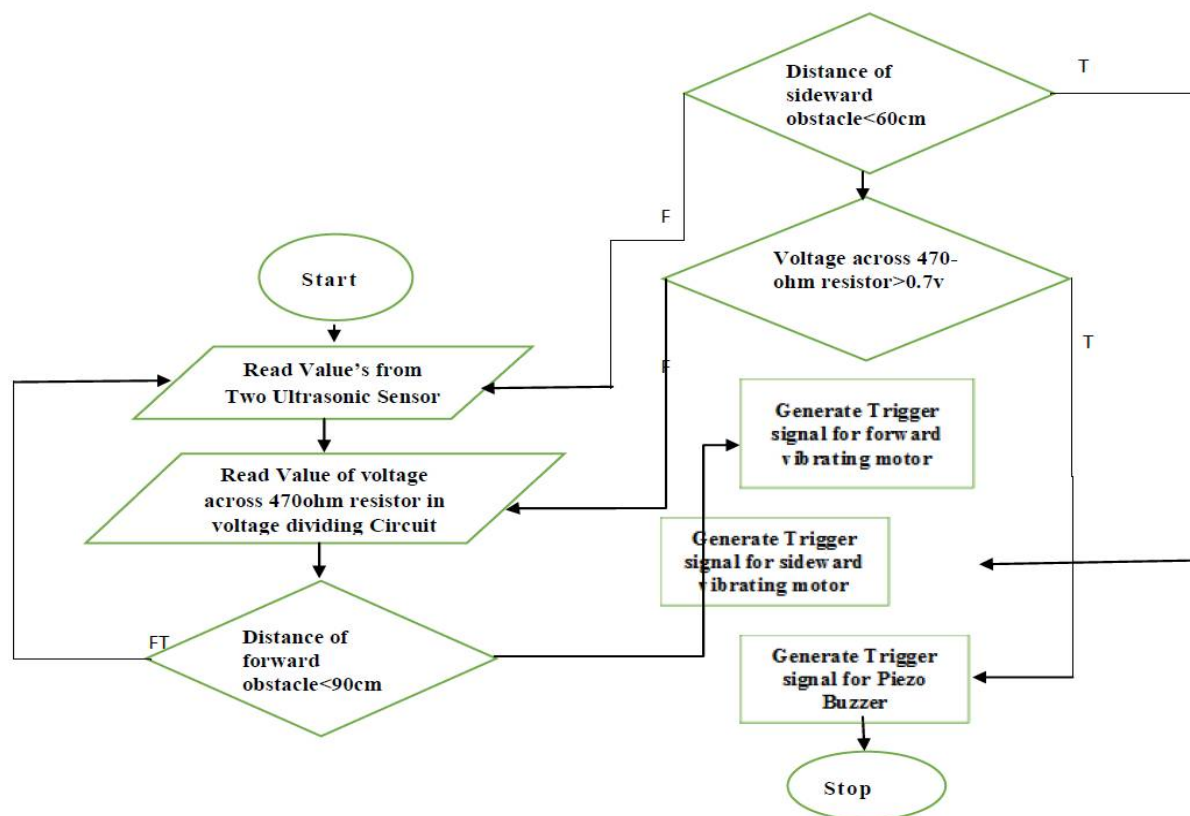 Start
Read Value's from
Two Ultrasonic Sensor
Read Value of voltage
across 470ohm resistor in
voltage dividing Circuit
FT
Distance of
forward
obstacle<90cm
Distance of
sideward
obstacle<60cm
T
F
Voltage across 470-
ohm resistor>0.7v
T
F
Generate Trigger
signal for forward
vibrating motor
Generate Trigger
signal for sideward
vibrating motor
Generate Trigger
signal for Piezo
Buzzer
Stop